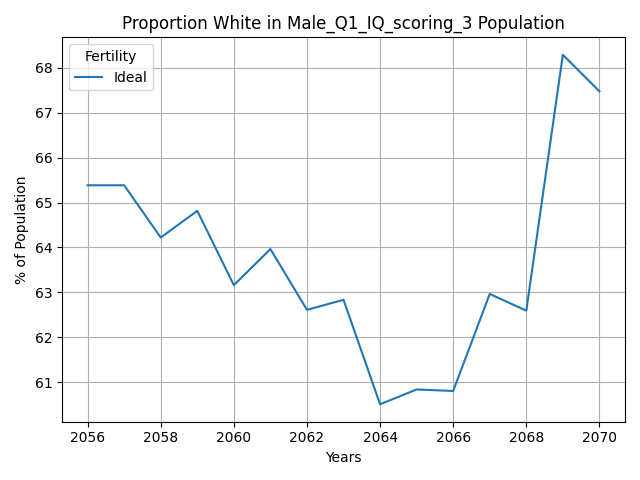 Proportion White in Male_Q1_IQ_scoring_3 Population
Fertility
Ideal
68
67
66
65
64
63
62
61
% of Population
2056 2058 2060 2062 2064 2066 2068 2070
Years